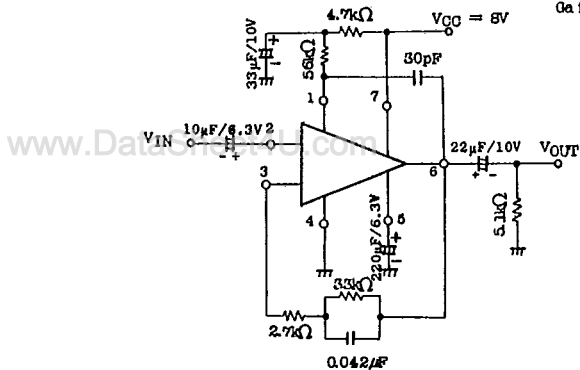 Gai
4.7kΩ
VCC = 8V
33μF/10V
56kΩ
30pF
1
7
www.DataSheet4U.com
VIN
10μF/6.3V
2
22μF/10V
VOUT
6
3
4
5
220μF/6.3V
5.1kΩ
33kΩ
2.7kΩ
0.042μF